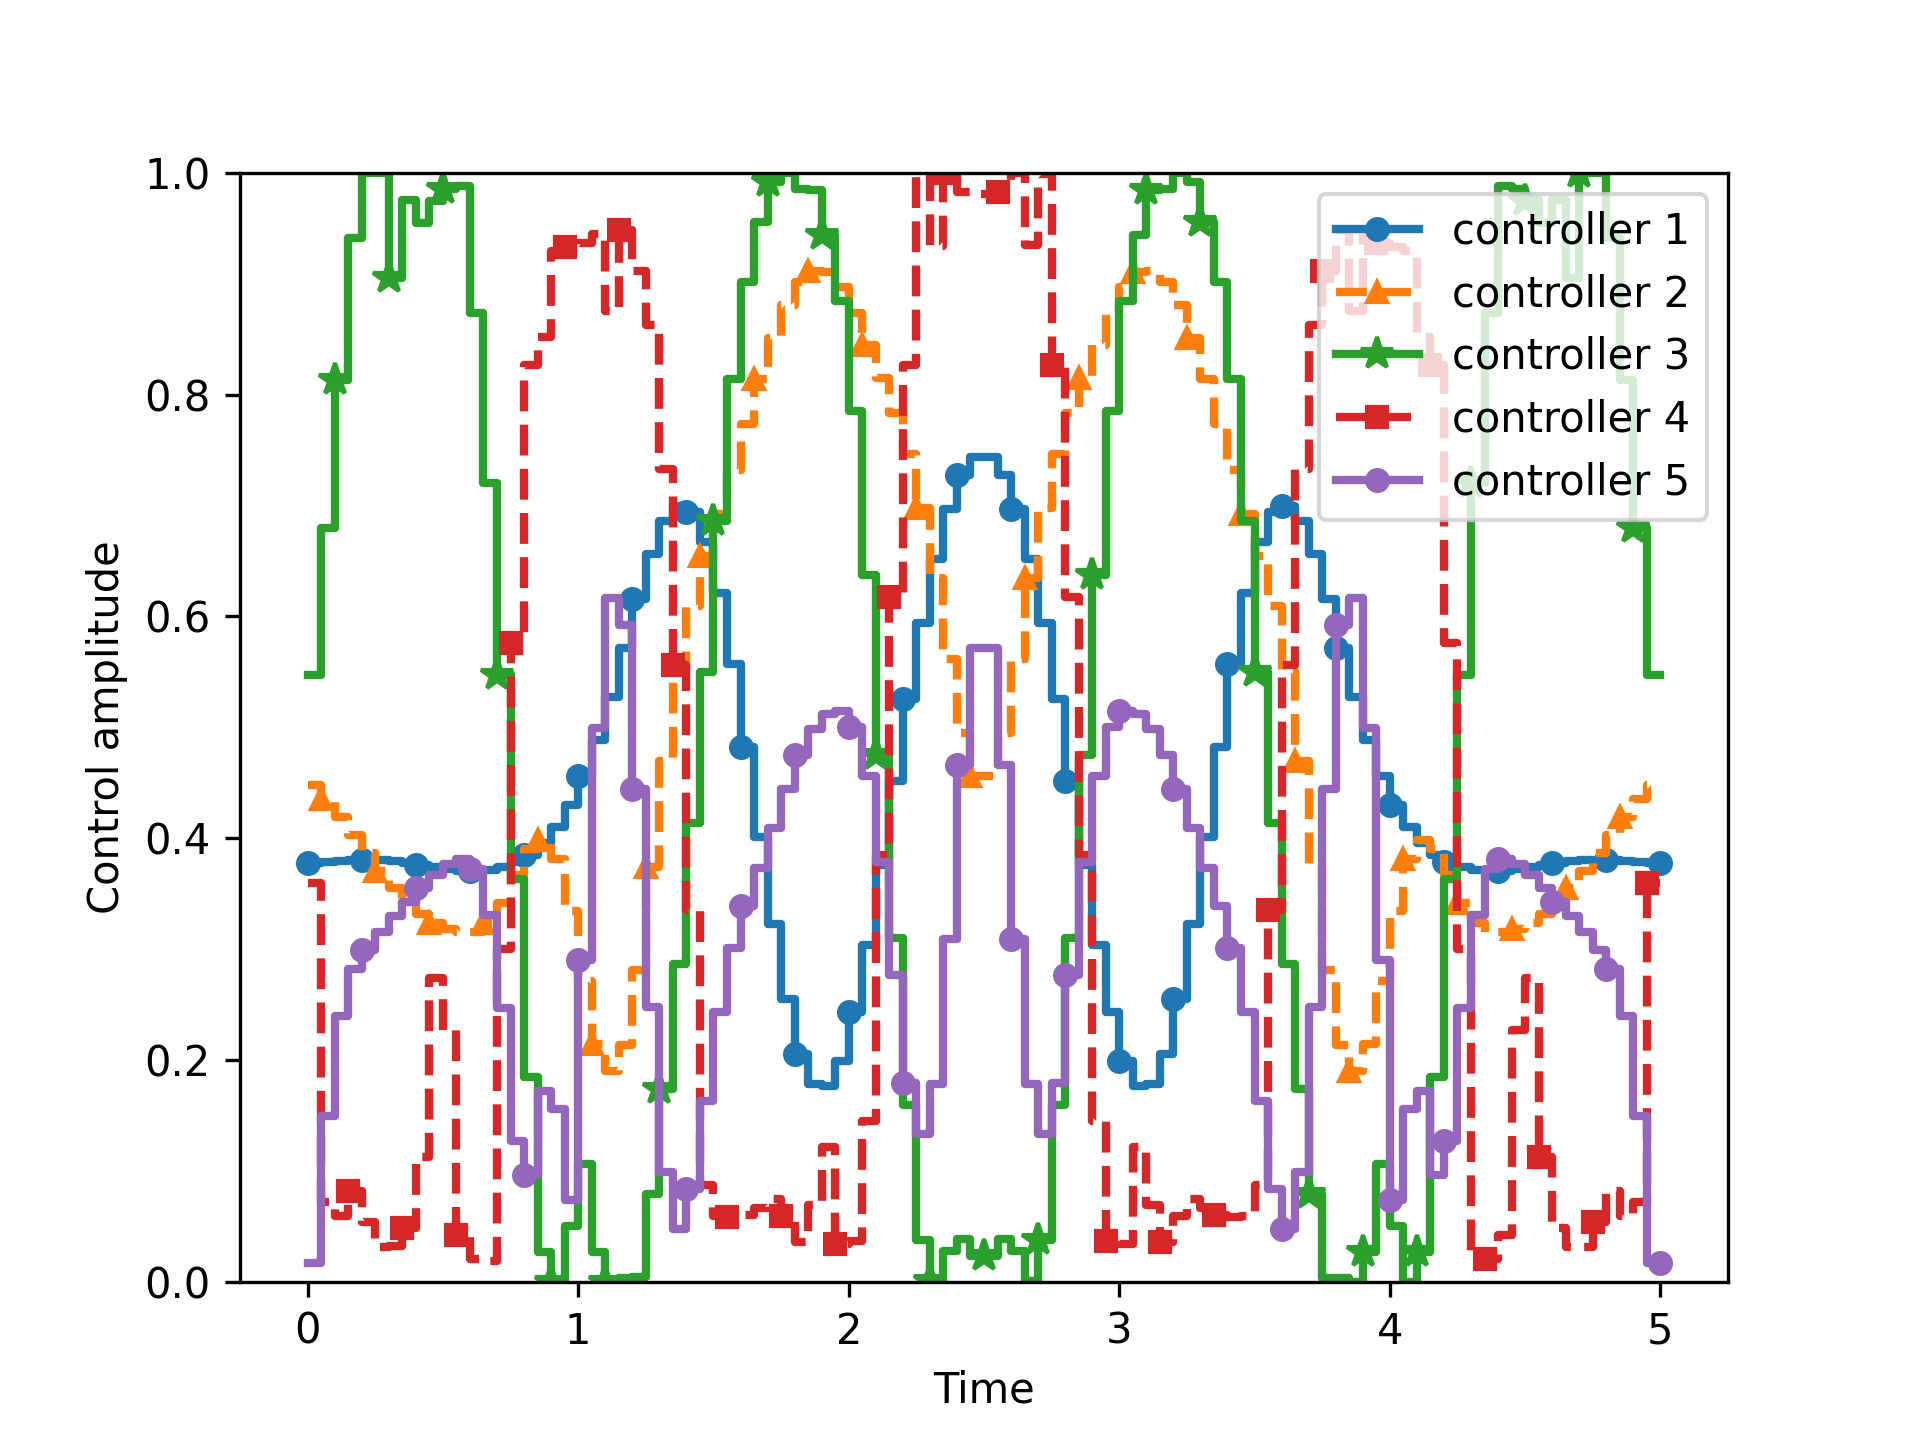 1.0
0.8
0.6
0.4
0.2
0.0
0 1 2 3 4 5
Control amplitude
Time
controller 1
controller 2
controller 3
controller 4
controller 5